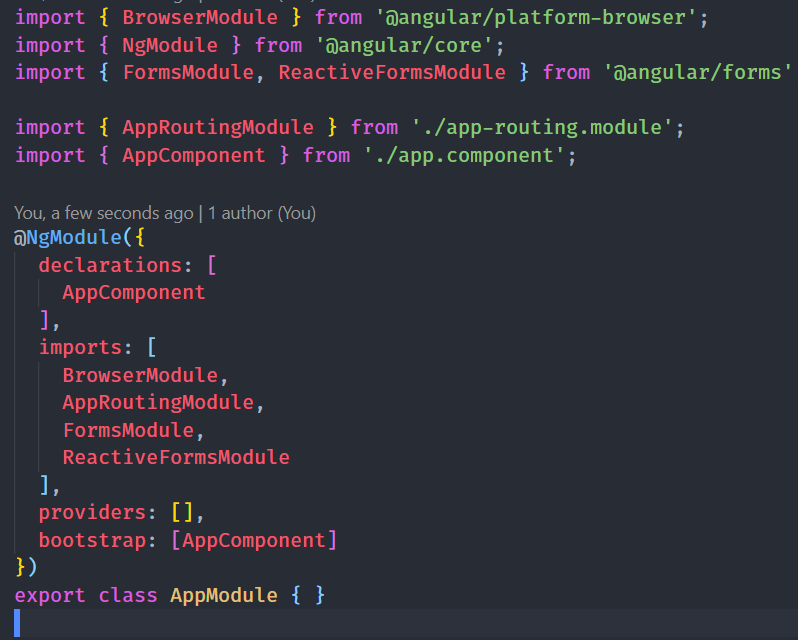 import { BrowserModule } from '@angular/platform-browser';
import { NgModule } from '@angular/core';
import { FormsModule, ReactiveFormsModule } from '@angular/forms'
import { AppRoutingModule } from './app-routing.module';
import { AppComponent } from './app.component';
You, a few seconds ago | 1 author (You)
@NgModule({
  declarations: [
    AppComponent
  ],
  imports: [
    BrowserModule,
    AppRoutingModule,
    FormsModule,
    ReactiveFormsModule
  ],
  providers: [],
  bootstrap: [AppComponent]
})
export class AppModule { }